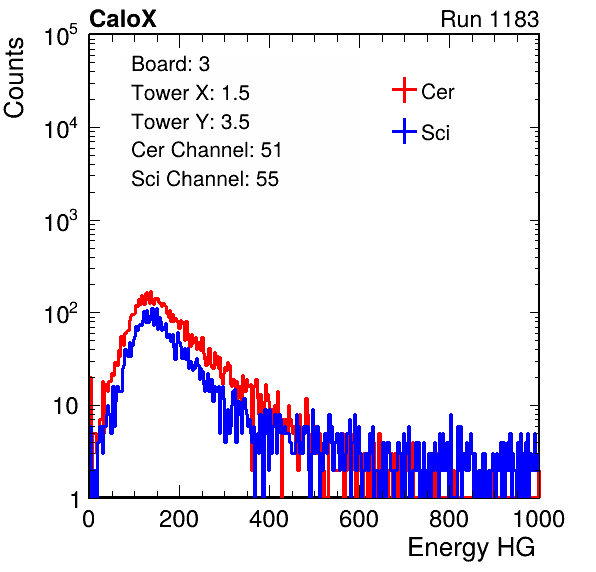 CaloX Run 1183
Counts
Board: 3
Tower X: 1.5
Tower Y: 3.5
Cer Channel: 51
Sci Channel: 55
Cer
Sci
10^5
10^4
10^3
10^2
10
1
0 200 400 600 800 1000
Energy HG